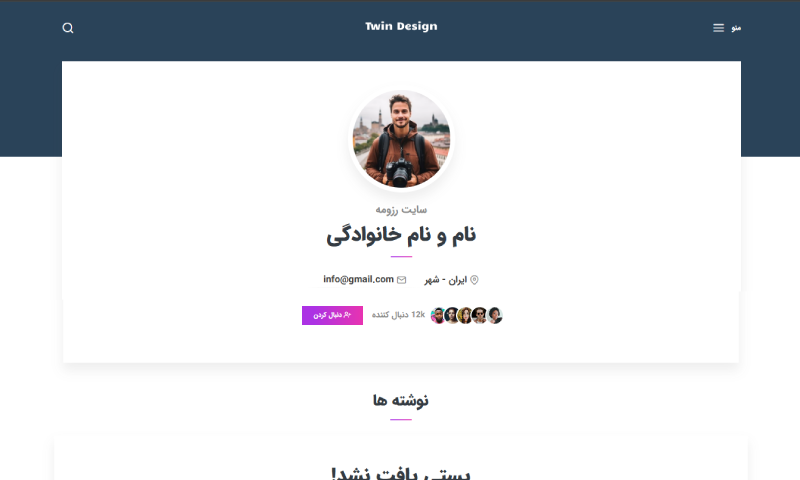 منو
Twin Design
سایت رزومه
نام و نام خانوادگی
ایران - شهر
info@gmail.com
12k دنبال کننده
دنبال کردن
نوشته ها
پستی یافت نشد!